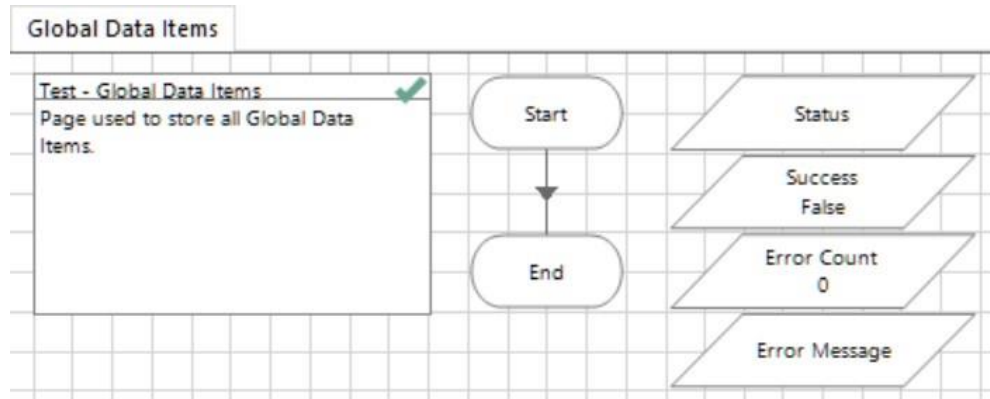 Global Data Items
Test - Global Data Items
Page used to store all Global Data
Items.
Start
End
Status
Success
False
Error Count
0
Error Message